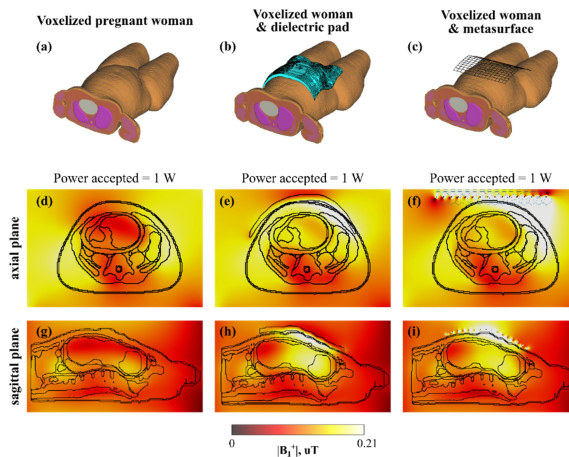 Voxelized pregnant woman
Voxelized woman
& dielectric pad
Voxelized woman
& metasurface
(a)
(b)
(c)
Power accepted = 1 W
Power accepted = 1 W
Power accepted = 1 W
axial plane
(d)
(e)
(f)
sagittal plane
(g)
(h)
(i)
0
0.21
|B₁⁺|, uT